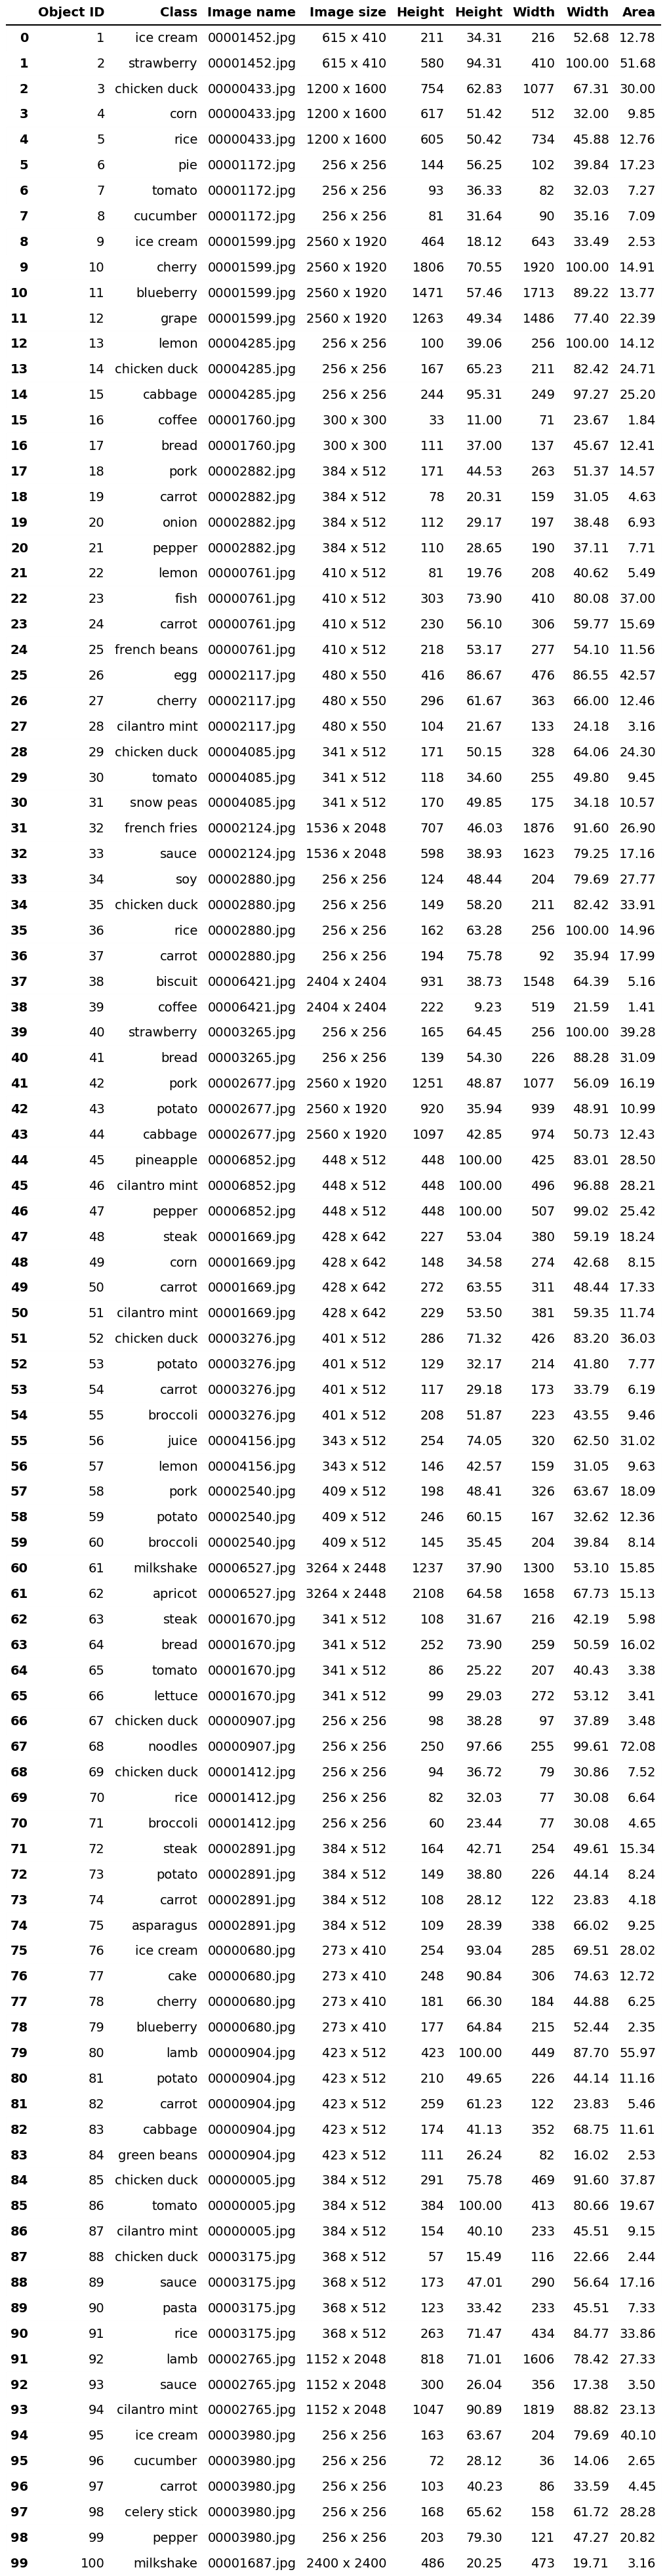 Object ID Class Image name Image size Height Height Width Width Area
0 1 ice cream 00001452.jpg 615 x 410 211 34.31 216 52.68 12.78
1 2 strawberry 00001452.jpg 615 x 410 580 94.31 410 100.00 51.68
2 3 chicken duck 00000433.jpg 1200 x 1600 754 62.83 1077 67.31 30.00
3 4 corn 00000433.jpg 1200 x 1600 617 51.42 512 32.00 9.85
4 5 rice 00000433.jpg 1200 x 1600 605 50.42 734 45.88 12.76
5 6 pie 00001172.jpg 256 x 256 144 56.25 102 39.84 17.23
6 7 tomato 00001172.jpg 256 x 256 93 36.33 82 32.03 7.27
7 8 cucumber 00001172.jpg 256 x 256 81 31.64 90 35.16 7.09
8 9 ice cream 00001599.jpg 2560 x 1920 464 18.12 643 33.49 2.53
9 10 cherry 00001599.jpg 2560 x 1920 1806 70.55 1920 100.00 14.91
10 11 blueberry 00001599.jpg 2560 x 1920 1471 57.46 1713 89.22 13.77
11 12 grape 00001599.jpg 2560 x 1920 1263 49.34 1486 77.40 22.39
12 13 lemon 00004285.jpg 256 x 256 100 39.06 256 100.00 14.12
13 14 chicken duck 00004285.jpg 256 x 256 167 65.23 211 82.42 24.71
14 15 cabbage 00004285.jpg 256 x 256 244 95.31 249 97.27 25.20
15 16 coffee 00001760.jpg 300 x 300 33 11.00 71 23.67 1.84
16 17 bread 00001760.jpg 300 x 300 111 37.00 137 45.67 12.41
17 18 pork 00002882.jpg 384 x 512 171 44.53 263 51.37 14.57
18 19 carrot 00002882.jpg 384 x 512 78 20.31 159 31.05 4.63
19 20 onion 00002882.jpg 384 x 512 112 29.17 197 38.48 6.93
20 21 pepper 00002882.jpg 384 x 512 110 28.65 190 37.11 7.71
21 22 lemon 00000761.jpg 410 x 512 81 19.76 208 40.62 5.49
22 23 fish 00000761.jpg 410 x 512 303 73.90 410 80.08 37.00
23 24 carrot 00000761.jpg 410 x 512 230 56.10 306 59.77 15.69
24 25 french beans 00000761.jpg 410 x 512 218 53.17 277 54.10 11.56
25 26 egg 00002117.jpg 480 x 550 416 86.67 476 86.55 42.57
26 27 cherry 00002117.jpg 480 x 550 296 61.67 363 66.00 12.46
27 28 cilantro mint 00002117.jpg 480 x 550 104 21.67 133 24.18 3.16
28 29 chicken duck 00004085.jpg 341 x 512 171 50.15 328 64.06 24.30
29 30 tomato 00004085.jpg 341 x 512 118 34.60 255 49.80 9.45
30 31 snow peas 00004085.jpg 341 x 512 170 49.85 175 34.18 10.57
31 32 french fries 00002124.jpg 1536 x 2048 707 46.03 1876 91.60 26.90
32 33 sauce 00002124.jpg 1536 x 2048 598 38.93 1623 79.25 17.16
33 34 soy 00002880.jpg 256 x 256 124 48.44 204 79.69 27.77
34 35 chicken duck 00002880.jpg 256 x 256 149 58.20 211 82.42 33.91
35 36 rice 00002880.jpg 256 x 256 162 63.28 256 100.00 14.96
36 37 carrot 00002880.jpg 256 x 256 194 75.78 92 35.94 17.99
37 38 biscuit 00006421.jpg 2404 x 2404 931 38.73 1548 64.39 5.16
38 39 coffee 00006421.jpg 2404 x 2404 222 9.23 519 21.59 1.41
39 40 strawberry 00003265.jpg 256 x 256 165 64.45 256 100.00 39.28
40 41 bread 00003265.jpg 256 x 256 139 54.30 226 88.28 31.09
41 42 pork 00002677.jpg 2560 x 1920 1251 48.87 1077 56.09 16.19
42 43 potato 00002677.jpg 2560 x 1920 920 35.94 939 48.91 10.99
43 44 cabbage 00002677.jpg 2560 x 1920 1097 42.85 974 50.73 12.43
44 45 pineapple 00006852.jpg 448 x 512 448 100.00 425 83.01 28.50
45 46 cilantro mint 00006852.jpg 448 x 512 448 100.00 496 96.88 28.21
46 47 pepper 00006852.jpg 448 x 512 448 100.00 507 99.02 25.42
47 48 steak 00001669.jpg 428 x 642 227 53.04 380 59.19 18.24
48 49 corn 00001669.jpg 428 x 642 148 34.58 274 42.68 8.15
49 50 carrot 00001669.jpg 428 x 642 272 63.55 311 48.44 17.33
50 51 cilantro mint 00001669.jpg 428 x 642 229 53.50 381 59.35 11.74
51 52 chicken duck 00003276.jpg 401 x 512 286 71.32 426 83.20 36.03
52 53 potato 00003276.jpg 401 x 512 129 32.17 214 41.80 7.77
53 54 carrot 00003276.jpg 401 x 512 117 29.18 173 33.79 6.19
54 55 broccoli 00003276.jpg 401 x 512 208 51.87 223 43.55 9.46
55 56 juice 00004156.jpg 343 x 512 254 74.05 320 62.50 31.02
56 57 lemon 00004156.jpg 343 x 512 146 42.57 159 31.05 9.63
57 58 pork 00002540.jpg 409 x 512 198 48.41 326 63.67 18.09
58 59 potato 00002540.jpg 409 x 512 246 60.15 167 32.62 12.36
59 60 broccoli 00002540.jpg 409 x 512 145 35.45 204 39.84 8.14
60 61 milkshake 00006527.jpg 3264 x 2448 1237 37.90 1300 53.10 15.85
61 62 apricot 00006527.jpg 3264 x 2448 2108 64.58 1658 67.73 15.13
62 63 steak 00001670.jpg 341 x 512 108 31.67 216 42.19 5.98
63 64 bread 00001670.jpg 341 x 512 252 73.90 259 50.59 16.02
64 65 tomato 00001670.jpg 341 x 512 86 25.22 207 40.43 3.38
65 66 lettuce 00001670.jpg 341 x 512 99 29.03 272 53.12 3.41
66 67 chicken duck 00000907.jpg 256 x 256 98 38.28 97 37.89 3.48
67 68 noodles 00000907.jpg 256 x 256 250 97.66 255 99.61 72.08
68 69 chicken duck 00001412.jpg 256 x 256 94 36.72 79 30.86 7.52
69 70 rice 00001412.jpg 256 x 256 82 32.03 77 30.08 6.64
70 71 broccoli 00001412.jpg 256 x 256 60 23.44 77 30.08 4.65
71 72 steak 00002891.jpg 384 x 512 164 42.71 254 49.61 15.34
72 73 potato 00002891.jpg 384 x 512 149 38.80 226 44.14 8.24
73 74 carrot 00002891.jpg 384 x 512 108 28.12 122 23.83 4.18
74 75 asparagus 00002891.jpg 384 x 512 109 28.39 338 66.02 9.25
75 76 ice cream 00000680.jpg 273 x 410 254 93.04 285 69.51 28.02
76 77 cake 00000680.jpg 273 x 410 248 90.84 306 74.63 12.72
77 78 cherry 00000680.jpg 273 x 410 181 66.30 184 44.88 6.25
78 79 blueberry 00000680.jpg 273 x 410 177 64.84 215 52.44 2.35
79 80 lamb 00000904.jpg 423 x 512 423 100.00 449 87.70 55.97
80 81 potato 00000904.jpg 423 x 512 210 49.65 226 44.14 11.16
81 82 carrot 00000904.jpg 423 x 512 259 61.23 122 23.83 5.46
82 83 cabbage 00000904.jpg 423 x 512 174 41.13 352 68.75 11.61
83 84 green beans 00000904.jpg 423 x 512 111 26.24 82 16.02 2.53
84 85 chicken duck 00000005.jpg 384 x 512 291 75.78 469 91.60 37.87
85 86 tomato 00000005.jpg 384 x 512 384 100.00 413 80.66 19.67
86 87 cilantro mint 00000005.jpg 384 x 512 154 40.10 233 45.51 9.15
87 88 chicken duck 00003175.jpg 368 x 512 57 15.49 116 22.66 2.44
88 89 sauce 00003175.jpg 368 x 512 173 47.01 290 56.64 17.16
89 90 pasta 00003175.jpg 368 x 512 123 33.42 233 45.51 7.33
90 91 rice 00003175.jpg 368 x 512 263 71.47 434 84.77 33.86
91 92 lamb 00002765.jpg 1152 x 2048 818 71.01 1606 78.42 27.33
92 93 sauce 00002765.jpg 1152 x 2048 300 26.04 356 17.38 3.50
93 94 cilantro mint 00002765.jpg 1152 x 2048 1047 90.89 1819 88.82 23.13
94 95 ice cream 00003980.jpg 256 x 256 163 63.67 204 79.69 40.10
95 96 cucumber 00003980.jpg 256 x 256 72 28.12 36 14.06 2.65
96 97 carrot 00003980.jpg 256 x 256 103 40.23 86 33.59 4.45
97 98 celery stick 00003980.jpg 256 x 256 168 65.62 158 61.72 28.28
98 99 pepper 00003980.jpg 256 x 256 203 79.30 121 47.27 20.82
99 100 milkshake 00001687.jpg 2400 x 2400 486 20.25 473 19.71 3.16